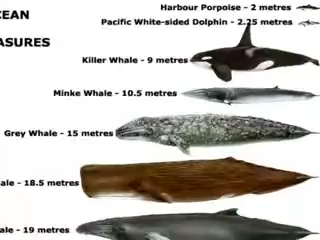 CEAN
ASURES
Harbour Porpoise - 2 metres
Pacific White-sided Dolphin - 2.25 metres
Killer Whale - 9 metres
Minke Whale - 10.5 metres
Grey Whale - 15 metres
ale - 18.5 metres
ale - 19 metres